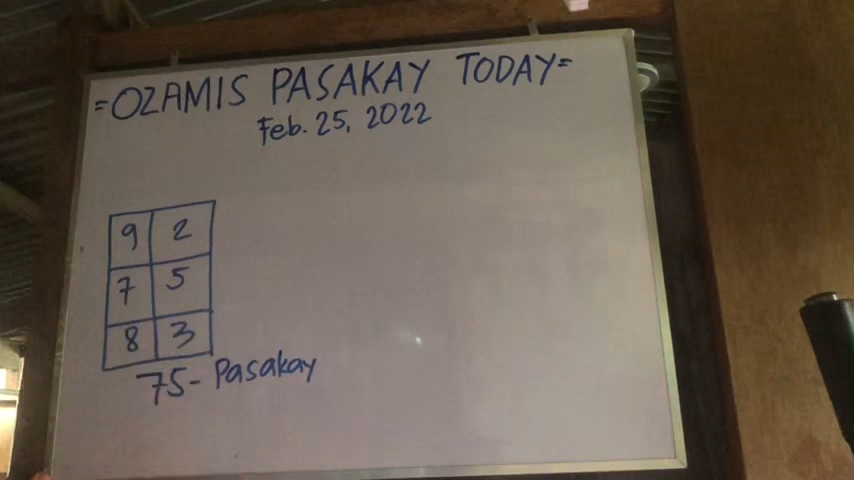 =OZAMIS PASAKAY TODAY=
Feb. 25, 2022
9 2
7 5
8 3
75- Pasakay